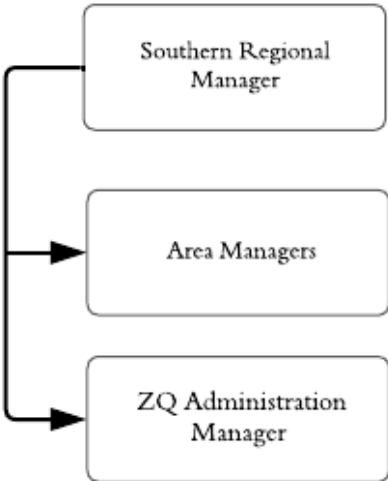 Southern Regional
Manager
Area Managers
ZQ Administration
Manager